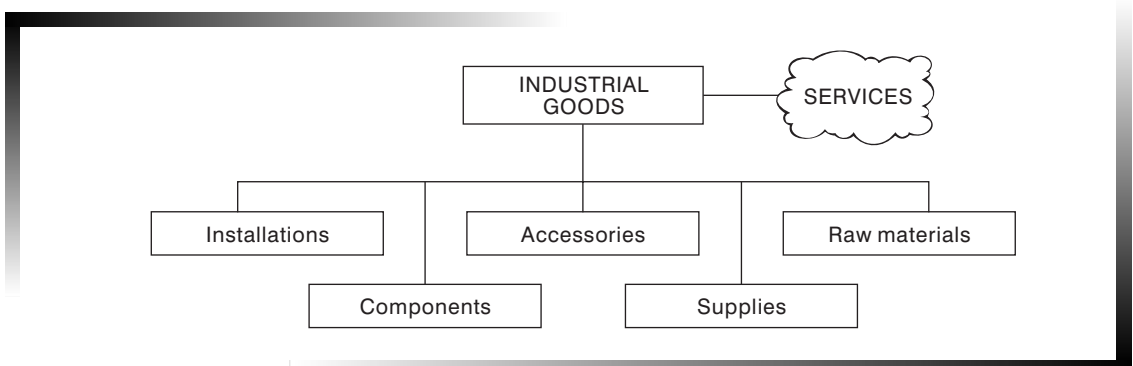 INDUSTRIAL
GOODS
SERVICES
Installations
Accessories
Raw materials
Components
Supplies